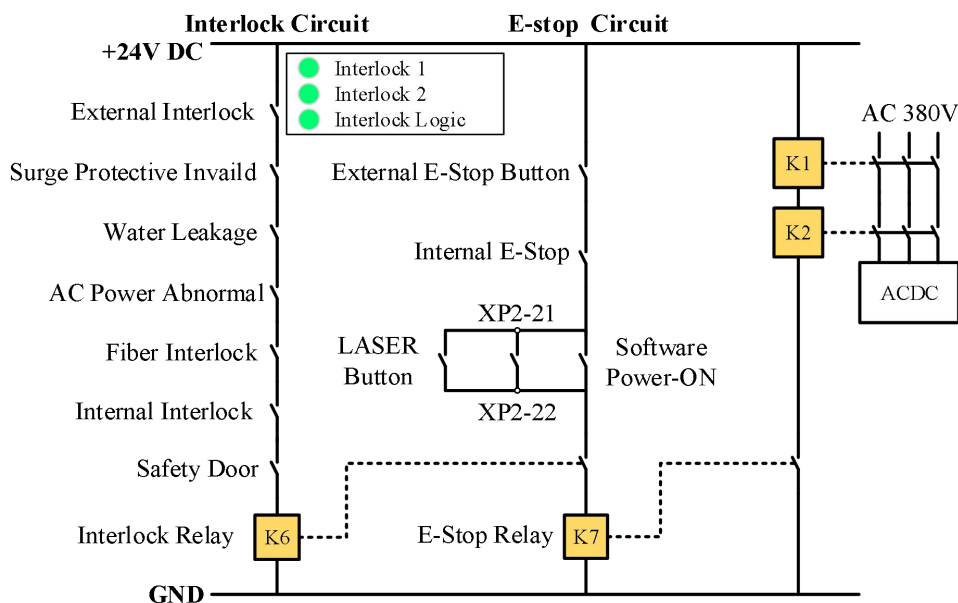 Interlock Circuit
E-stop Circuit
+24V DC
Interlock 1
Interlock 2
Interlock Logic
External Interlock
Surge Protective Invaild
Water Leakage
AC Power Abnormal
Fiber Interlock
Internal Interlock
Safety Door
Interlock Relay
K6
GND
External E-Stop Button
Internal E-Stop
XP2-21
LASER
Button
Software
Power-ON
XP2-22
E-Stop Relay
K7
AC 380V
K1
K2
ACDC